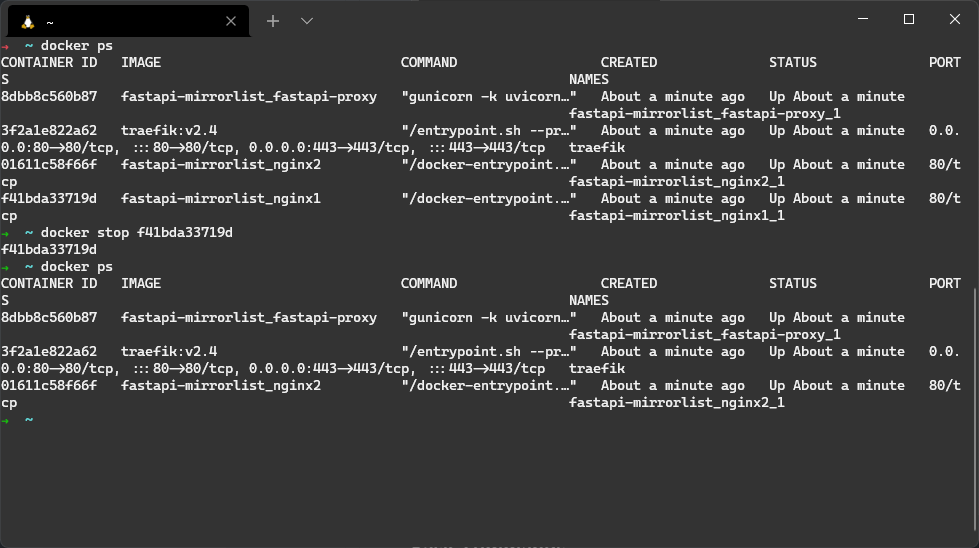 ~
→ ~ docker ps
CONTAINER ID   IMAGE                              COMMAND                  CREATED              STATUS              PORT
S                                                                      NAMES
8dbb8c560b87   fastapi-mirrorlist_fastapi-proxy   "gunicorn -k uvicorn…"   About a minute ago   Up About a minute
                                                                       fastapi-mirrorlist_fastapi-proxy_1
3f2a1e822a62   traefik:v2.4                       "/entrypoint.sh --pr…"   About a minute ago   Up About a minute   0.0.
0.0:80->80/tcp, :::80->80/tcp, 0.0.0.0:443->443/tcp, :::443->443/tcp   traefik
01611c58f66f   fastapi-mirrorlist_nginx2          "/docker-entrypoint.…"   About a minute ago   Up About a minute   80/t
cp                                                                     fastapi-mirrorlist_nginx2_1
f41bda33719d   fastapi-mirrorlist_nginx1          "/docker-entrypoint.…"   About a minute ago   Up About a minute   80/t
cp                                                                     fastapi-mirrorlist_nginx1_1
→ ~ docker stop f41bda33719d
f41bda33719d
→ ~ docker ps
CONTAINER ID   IMAGE                              COMMAND                  CREATED              STATUS              PORT
S                                                                      NAMES
8dbb8c560b87   fastapi-mirrorlist_fastapi-proxy   "gunicorn -k uvicorn…"   About a minute ago   Up About a minute
                                                                       fastapi-mirrorlist_fastapi-proxy_1
3f2a1e822a62   traefik:v2.4                       "/entrypoint.sh --pr…"   About a minute ago   Up About a minute   0.0.
0.0:80->80/tcp, :::80->80/tcp, 0.0.0.0:443->443/tcp, :::443->443/tcp   traefik
01611c58f66f   fastapi-mirrorlist_nginx2          "/docker-entrypoint.…"   About a minute ago   Up About a minute   80/t
cp                                                                     fastapi-mirrorlist_nginx2_1
→ ~